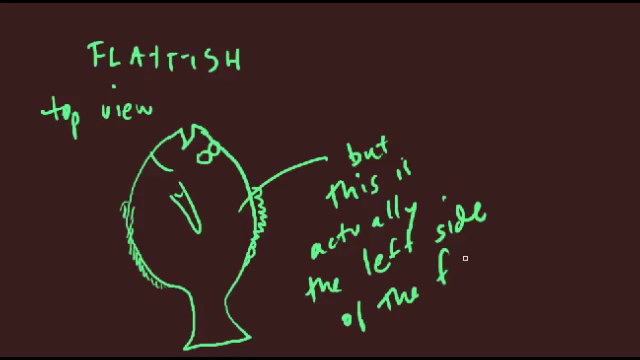 FLATFISH
top view
but
this is
actually
the left side
of the f